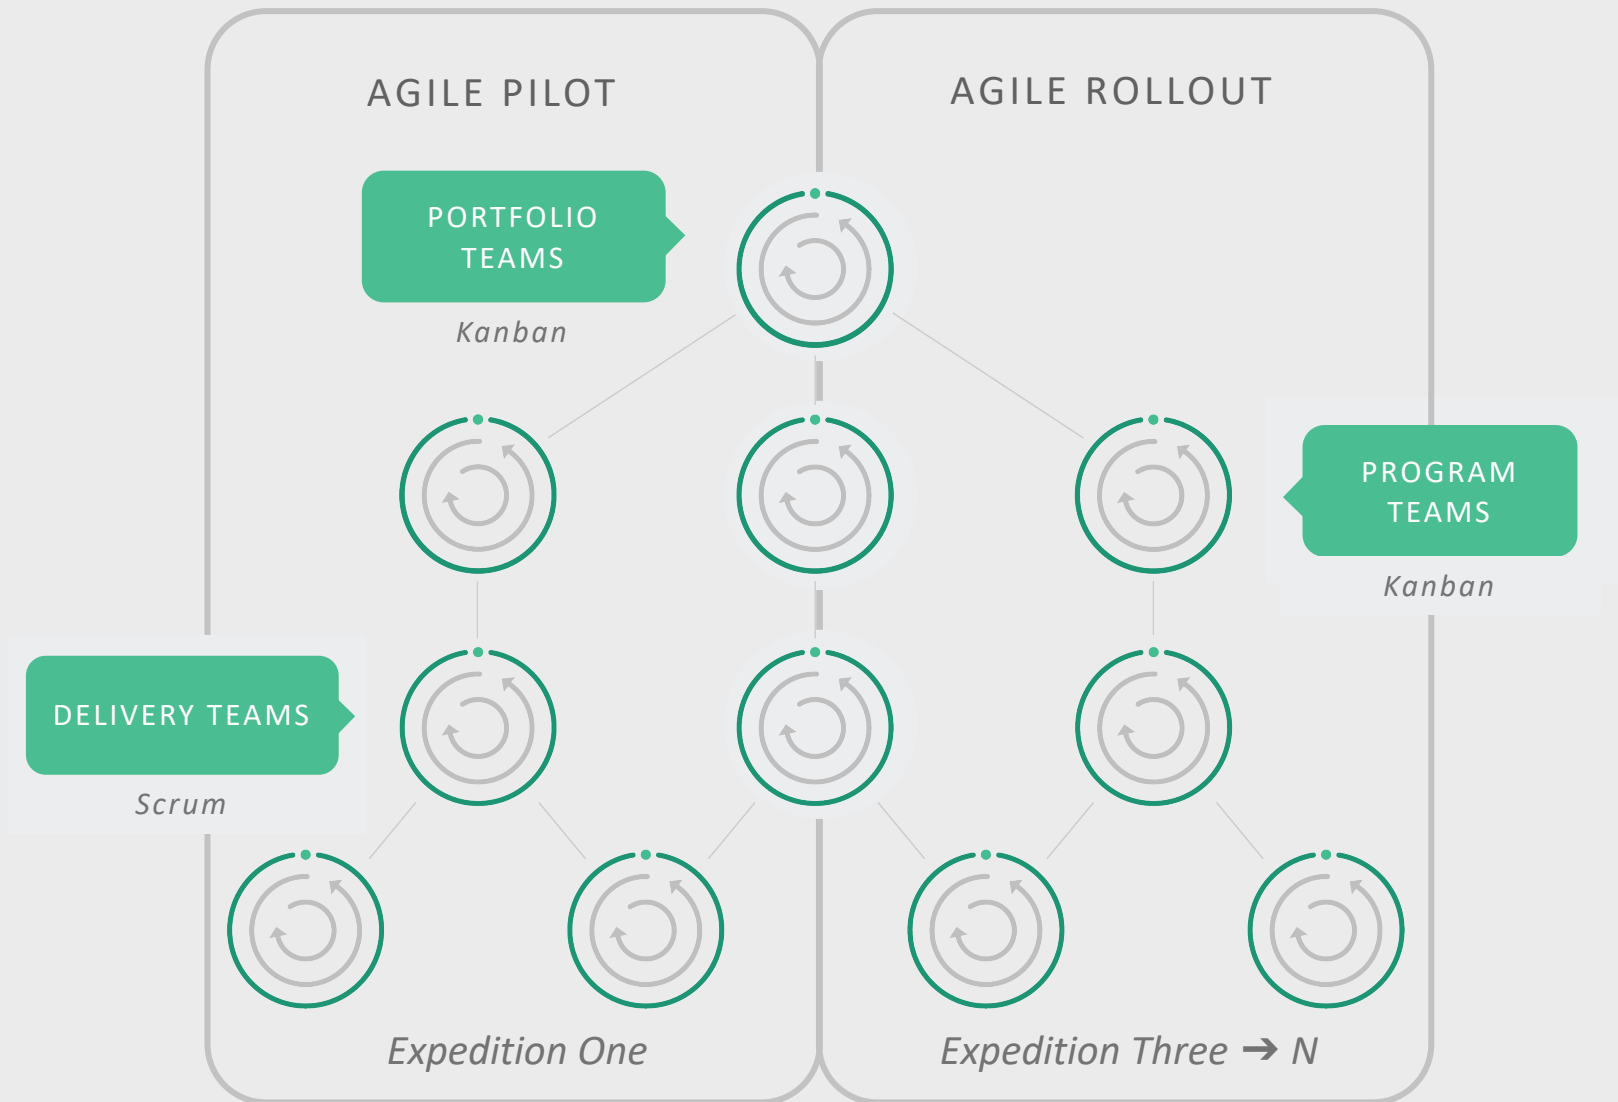 AGILE PILOT
AGILE ROLLOUT
PORTFOLIO
TEAMS
Kanban
PROGRAM
TEAMS
Kanban
DELIVERY TEAMS
Scrum
Expedition One
Expedition Three ➔ N